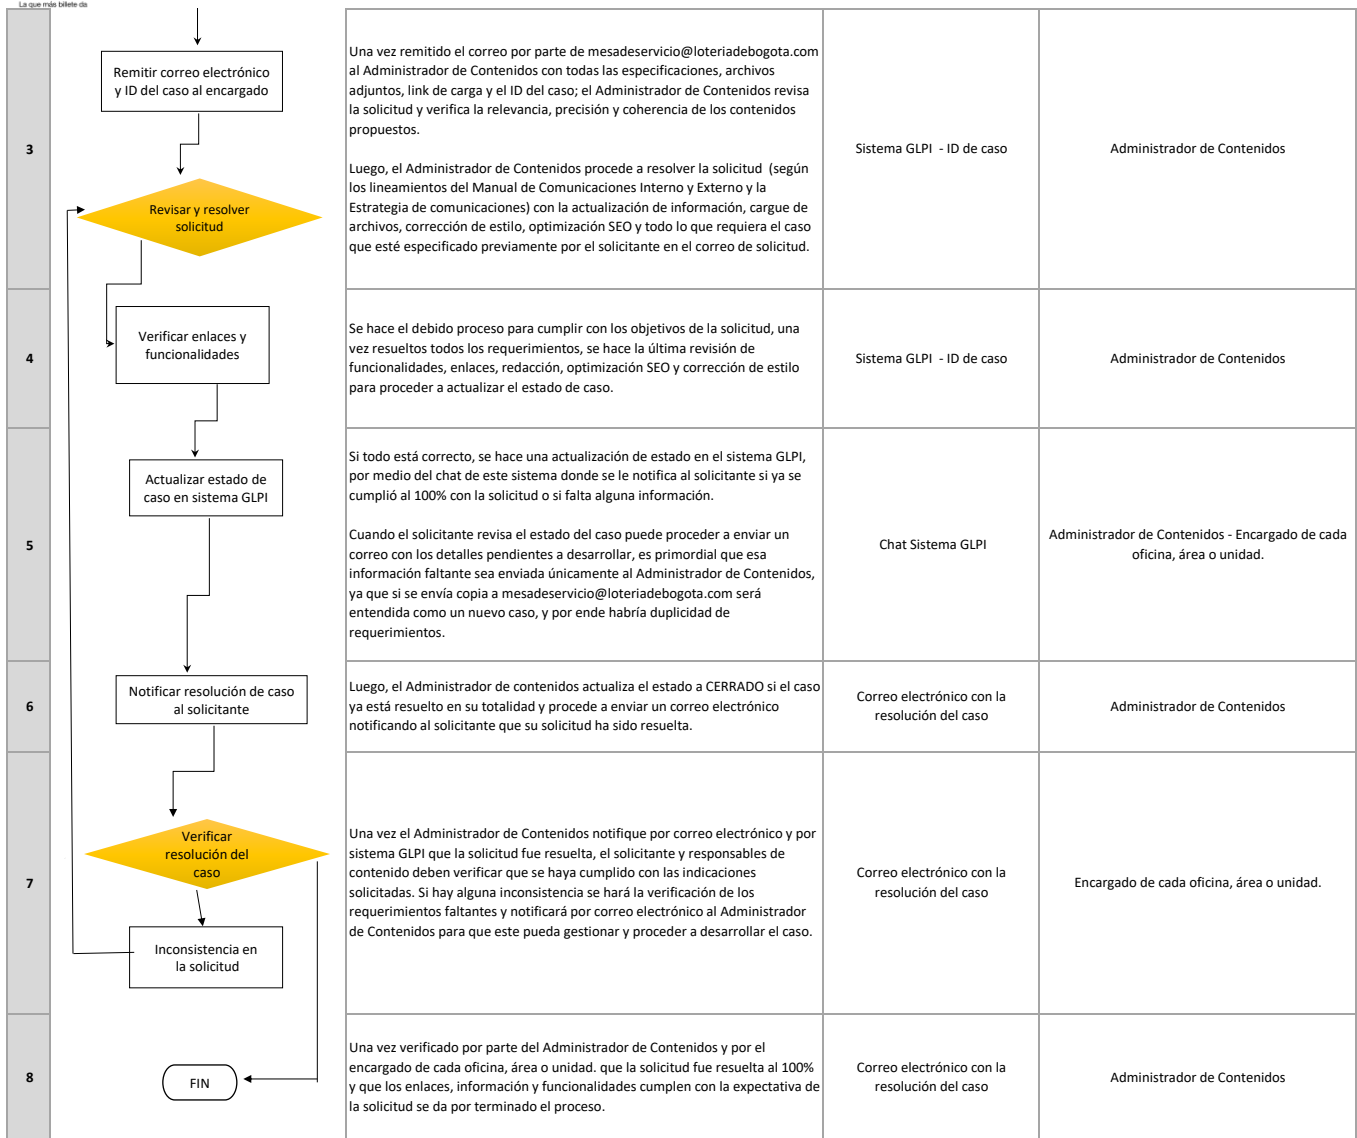 La que más billete da
3
Remitir correo electrónico
y ID del caso al encargado
Revisar y resolver
solicitud
Una vez remitido el correo por parte de mesadeservicio@loteriadebogota.com
al Administrador de Contenidos con todas las especificaciones, archivos
adjuntos, link de carga y el ID del caso; el Administrador de Contenidos revisa
la solicitud y verifica la relevancia, precisión y coherencia de los contenidos
propuestos.
Luego, el Administrador de Contenidos procede a resolver la solicitud  (según
los lineamientos del Manual de Comunicaciones Interno y Externo y la
Estrategia de comunicaciones) con la actualización de información, cargue de
archivos, corrección de estilo, optimización SEO y todo lo que requiera el caso
que esté especificado previamente por el solicitante en el correo de solicitud.
Sistema GLPI  - ID de caso
Administrador de Contenidos
4
Verificar enlaces y
funcionalidades
Se hace el debido proceso para cumplir con los objetivos de la solicitud, una
vez resueltos todos los requerimientos, se hace la última revisión de
funcionalidades, enlaces, redacción, optimización SEO y corrección de estilo
para proceder a actualizar el estado de caso.
Sistema GLPI  - ID de caso
Administrador de Contenidos
5
Actualizar estado de
caso en sistema GLPI
Si todo está correcto, se hace una actualización de estado en el sistema GLPI,
por medio del chat de este sistema donde se le notifica al solicitante si ya se
cumplió al 100% con la solicitud o si falta alguna información.
Cuando el solicitante revisa el estado del caso puede proceder a enviar un
correo con los detalles pendientes a desarrollar, es primordial que esa
información faltante sea enviada únicamente al Administrador de Contenidos,
ya que si se envía copia a mesadeservicio@loteriadebogota.com será
entendida como un nuevo caso, y por ende habría duplicidad de
requerimientos.
Chat Sistema GLPI
Administrador de Contenidos - Encargado de cada
oficina, área o unidad.
6
Notificar resolución de caso
al solicitante
Luego, el Administrador de contenidos actualiza el estado a CERRADO si el caso
ya está resuelto en su totalidad y procede a enviar un correo electrónico
notificando al solicitante que su solicitud ha sido resuelta.
Correo electrónico con la
resolución del caso
Administrador de Contenidos
7
Verificar
resolución del
caso
Inconsistencia en
la solicitud
Una vez el Administrador de Contenidos notifique por correo electrónico y por
sistema GLPI que la solicitud fue resuelta, el solicitante y responsables de
contenido deben verificar que se haya cumplido con las indicaciones
solicitadas. Si hay alguna inconsistencia se hará la verificación de los
requerimientos faltantes y notificará por correo electrónico al Administrador
de Contenidos para que este pueda gestionar y proceder a desarrollar el caso.
Correo electrónico con la
resolución del caso
Encargado de cada oficina, área o unidad.
8
FIN
Una vez verificado por parte del Administrador de Contenidos y por el
encargado de cada oficina, área o unidad. que la solicitud fue resuelta al 100%
y que los enlaces, información y funcionalidades cumplen con la expectativa de
la solicitud se da por terminado el proceso.
Correo electrónico con la
resolución del caso
Administrador de Contenidos